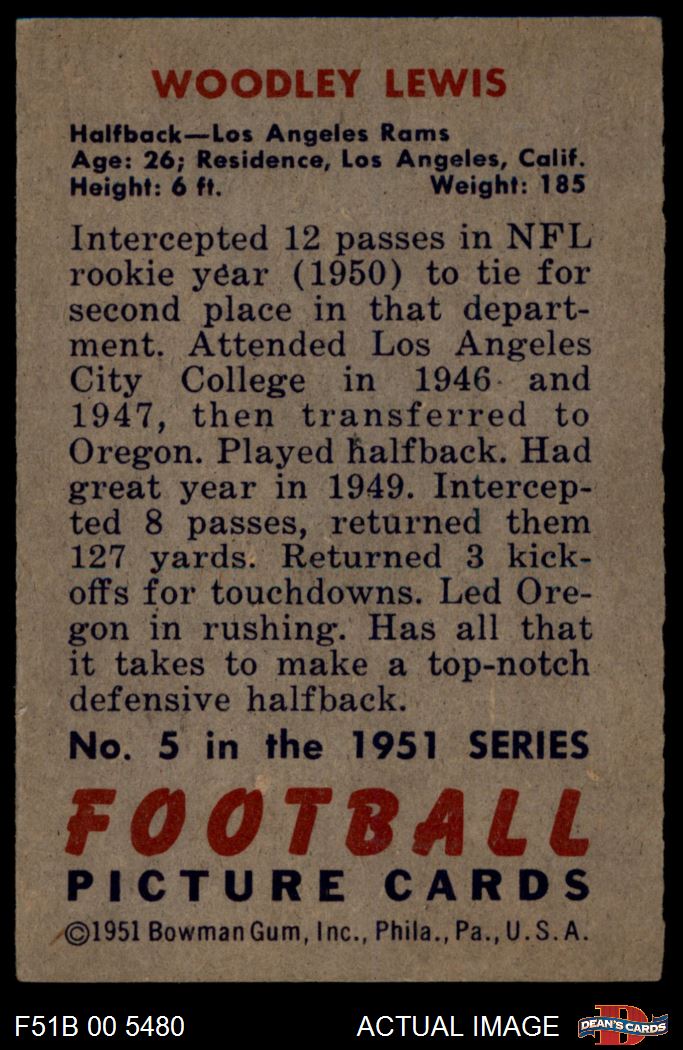 WOODLEY LEWIS
Halfback—Los Angeles Rams
Age: 26; Residence, Los Angeles, Calif.
Height: 6 ft. Weight: 185
Intercepted 12 passes in NFL
rookie year (1950) to tie for
second place in that depart-
ment. Attended Los Angeles
City College in 1946 and
1947, then transferred to
Oregon. Played halfback. Had
great year in 1949. Intercep-
ted 8 passes, returned them
127 yards. Returned 3 kick-
offs for touchdowns. Led Ore-
gon in rushing. Has all that
it takes to make a top-notch
defensive halfback.
No. 5 in the 1951 SERIES
FOOTBALL
PICTURE CARDS
©1951 Bowman Gum, Inc., Phila., Pa., U.S.A.
F51B 00 5480 ACTUAL IMAGE D DEAN'S CARDS